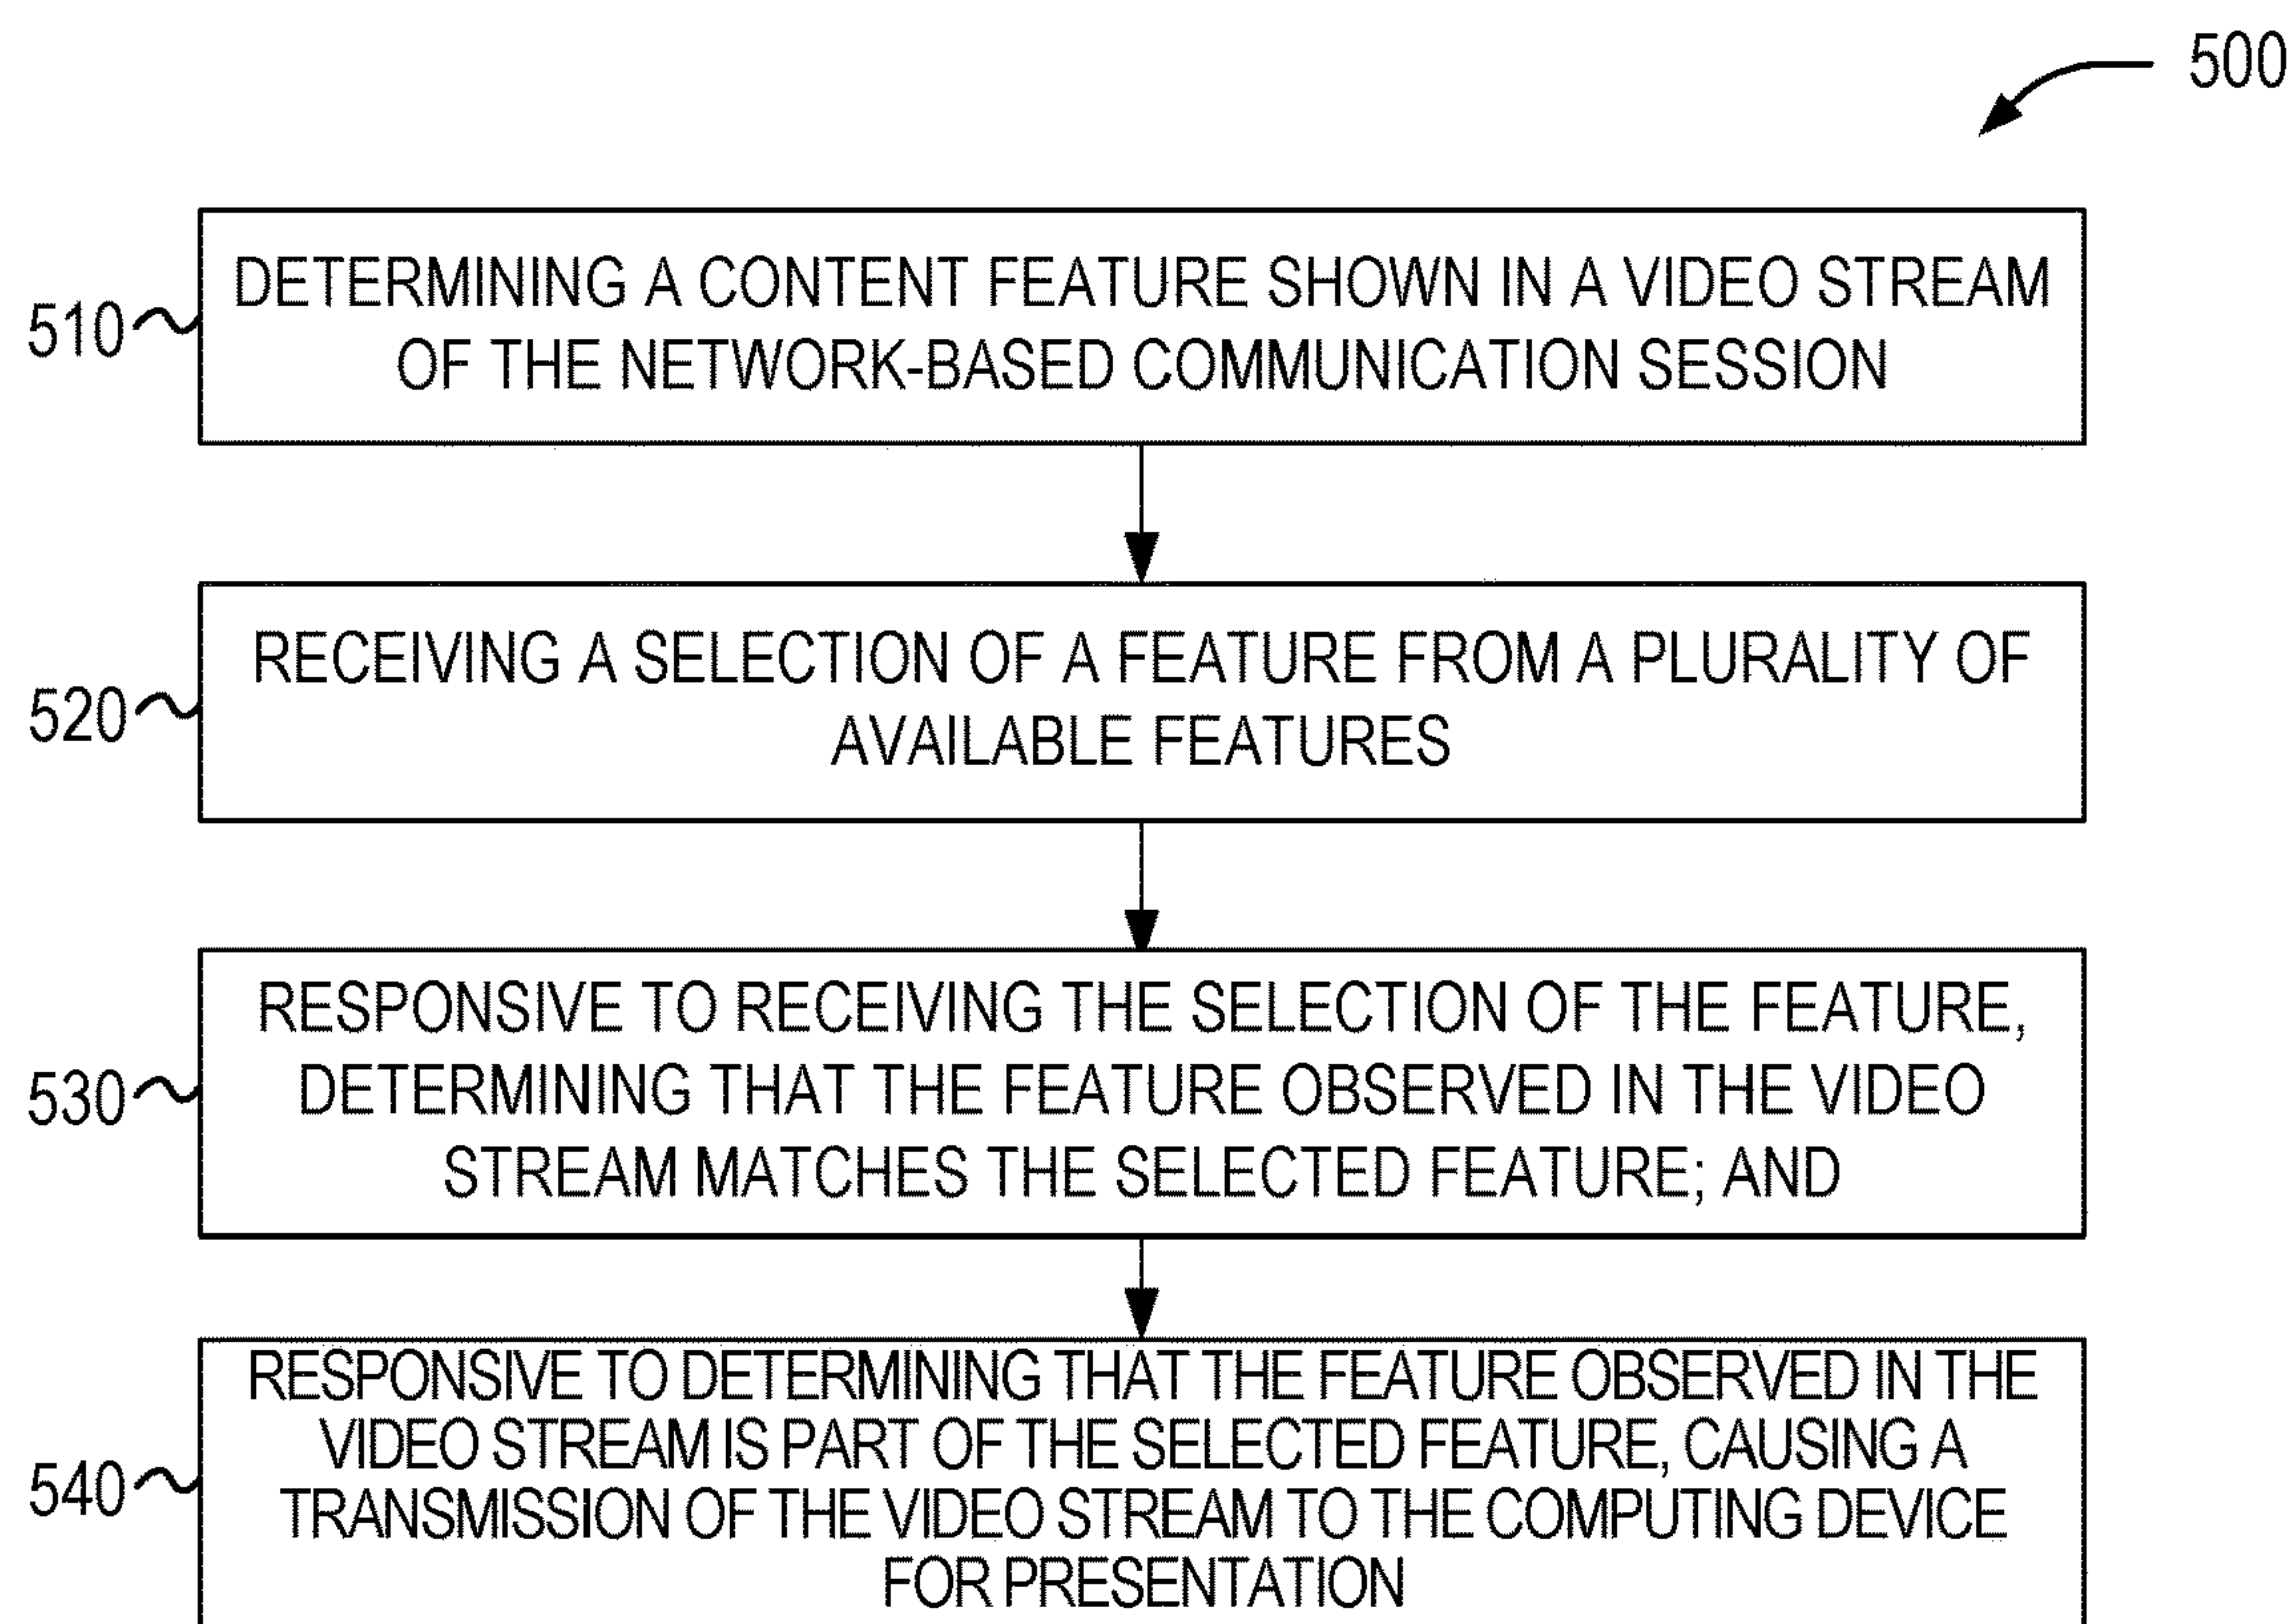 500
510
DETERMINING A CONTENT FEATURE SHOWN IN A VIDEO STREAM
OF THE NETWORK-BASED COMMUNICATION SESSION
520
RECEIVING A SELECTION OF A FEATURE FROM A PLURALITY OF
AVAILABLE FEATURES
530
RESPONSIVE TO RECEIVING THE SELECTION OF THE FEATURE,
DETERMINING THAT THE FEATURE OBSERVED IN THE VIDEO
STREAM MATCHES THE SELECTED FEATURE; AND
540
RESPONSIVE TO DETERMINING THAT THE FEATURE OBSERVED IN THE
VIDEO STREAM IS PART OF THE SELECTED FEATURE, CAUSING A
TRANSMISSION OF THE VIDEO STREAM TO THE COMPUTING DEVICE
FOR PRESENTATION